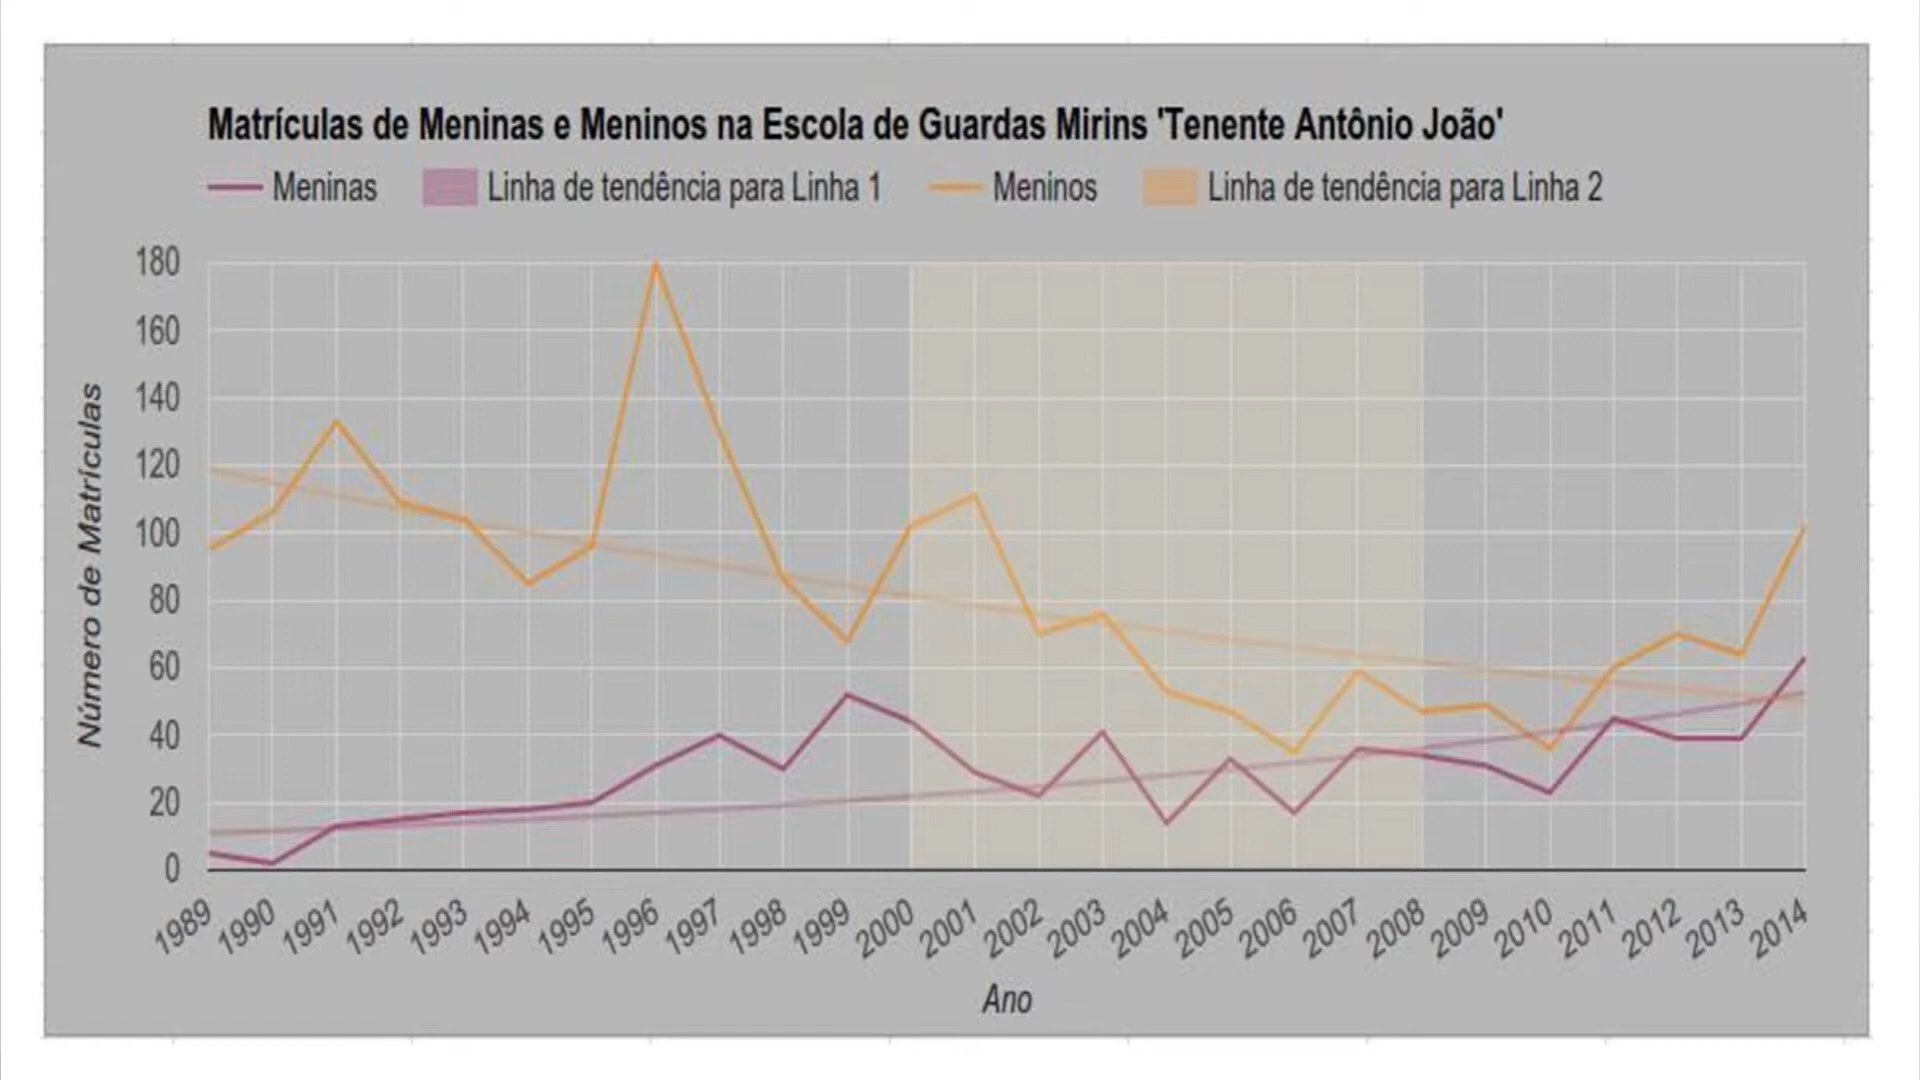 Matrículas de Meninas e Meninos na Escola de Guardas Mirins 'Tenente Antônio João'
Meninas Linha de tendência para Linha 1 Meninos Linha de tendência para Linha 2
Número de Matrículas
180
160
140
120
100
80
60
40
20
0
1989 1990 1991 1992 1993 1994 1995 1996 1997 1998 1999 2000 2001 2002 2003 2004 2005 2006 2007 2008 2009 2010 2011 2012 2013 2014
Ano